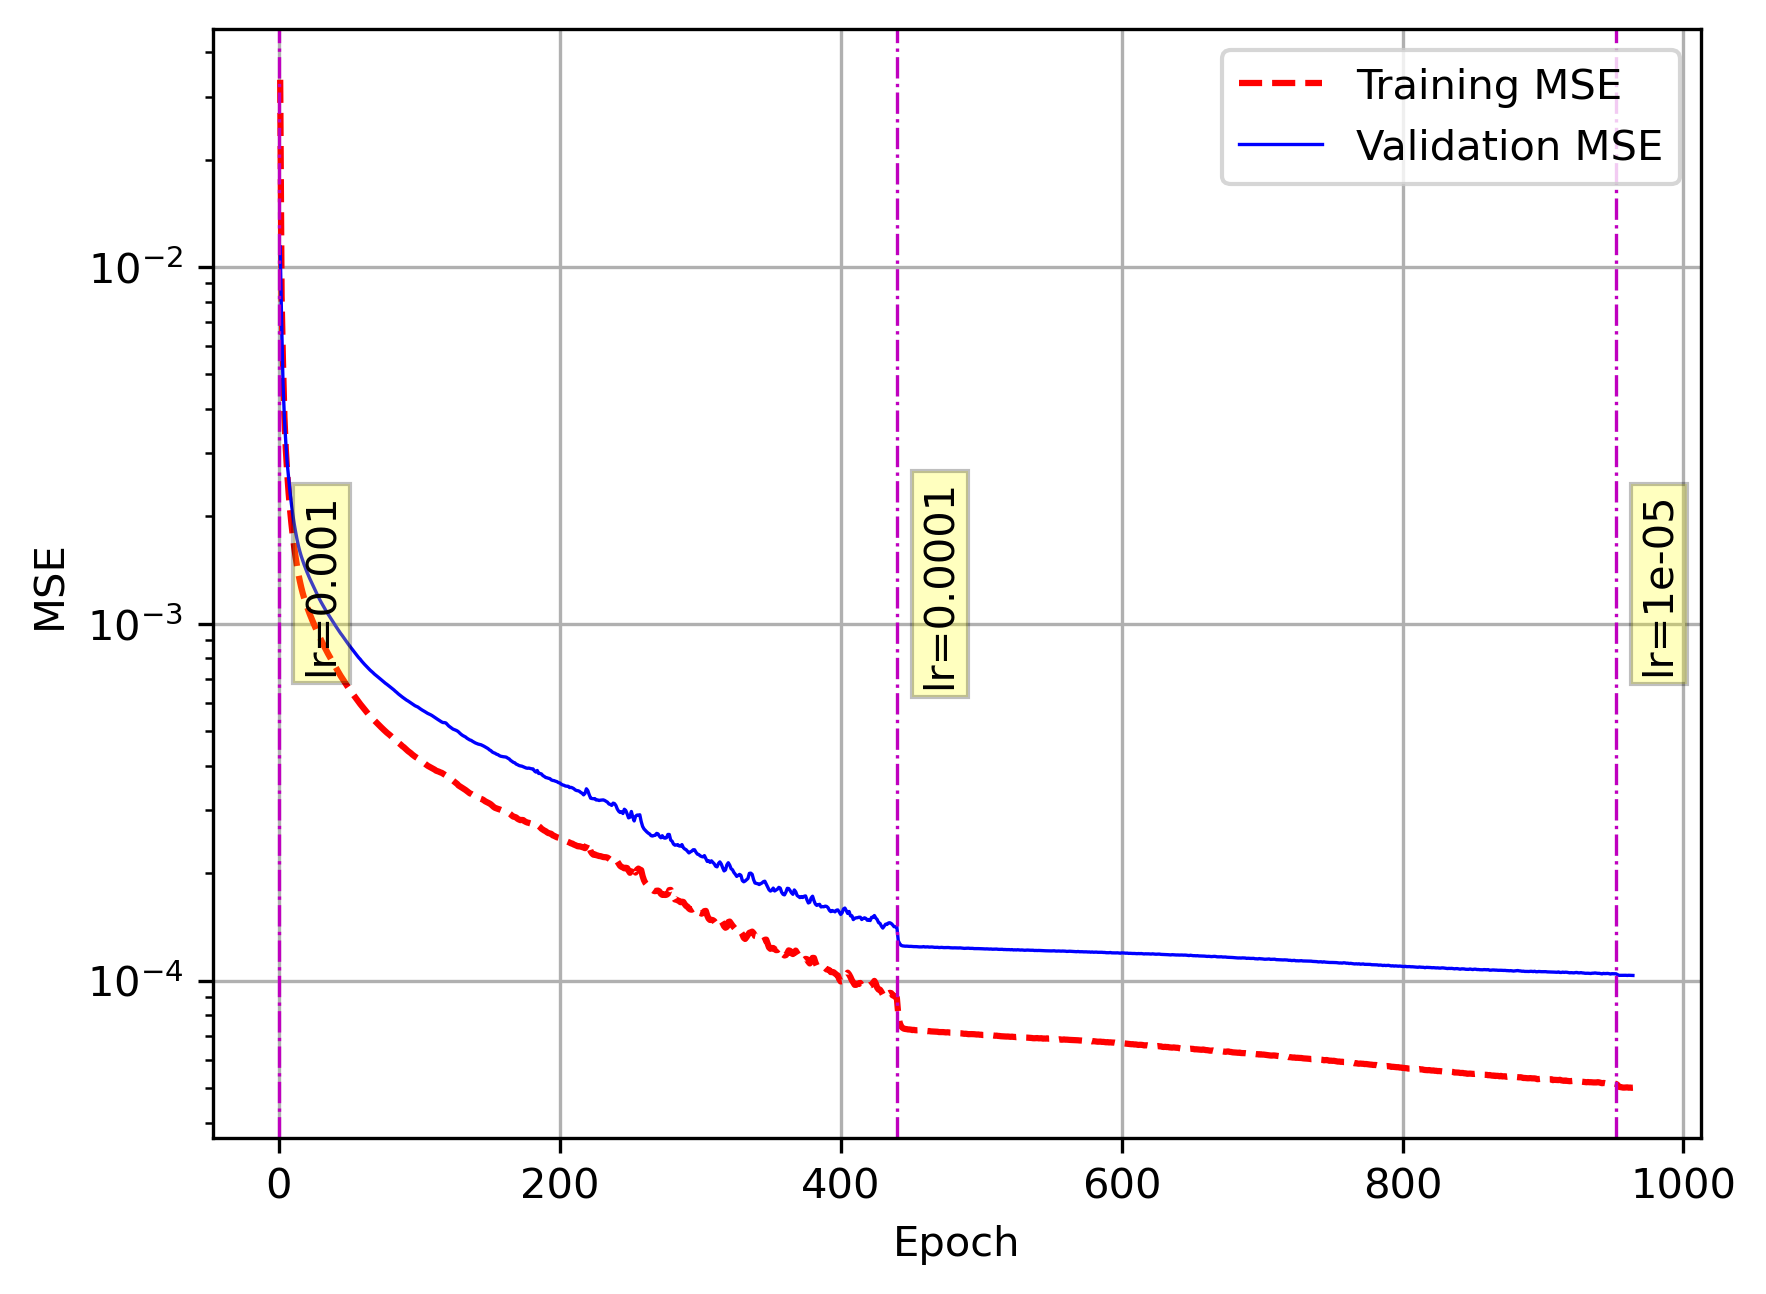 Training MSE
Validation MSE
10⁻²
10⁻³
10⁻⁴
MSE
lr=0.001
lr=0.0001
lr=1e-05
0 200 400 600 800 1000
Epoch